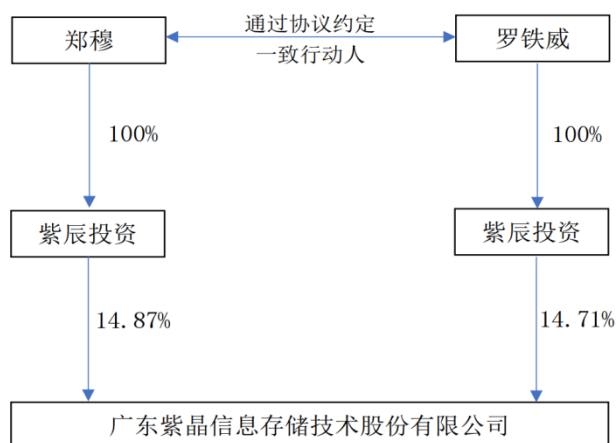 郑穆
通过协议约定
一致行动人
罗铁威
100%
100%
紫辰投资
紫辰投资
14.87%
14.71%
广东紫晶信息存储技术股份有限公司